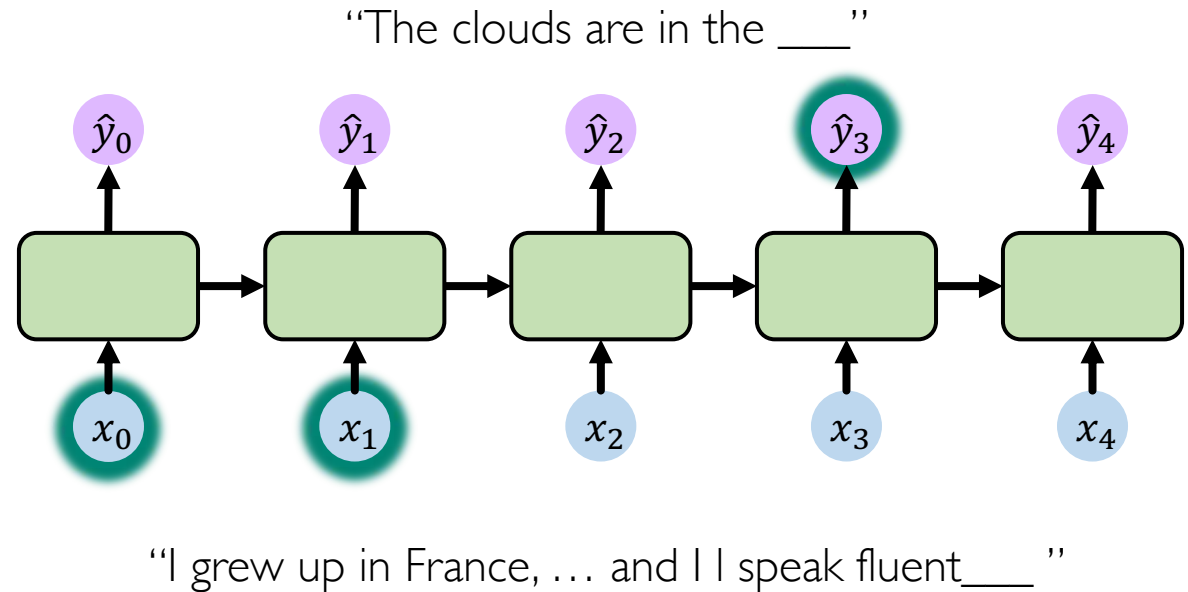 “The clouds are in the ___”
ŷ₀ ŷ₁ ŷ₂ ŷ₃ ŷ₄
x₀ x₁ x₂ x₃ x₄
“I grew up in France, … and I I speak fluent___ ”